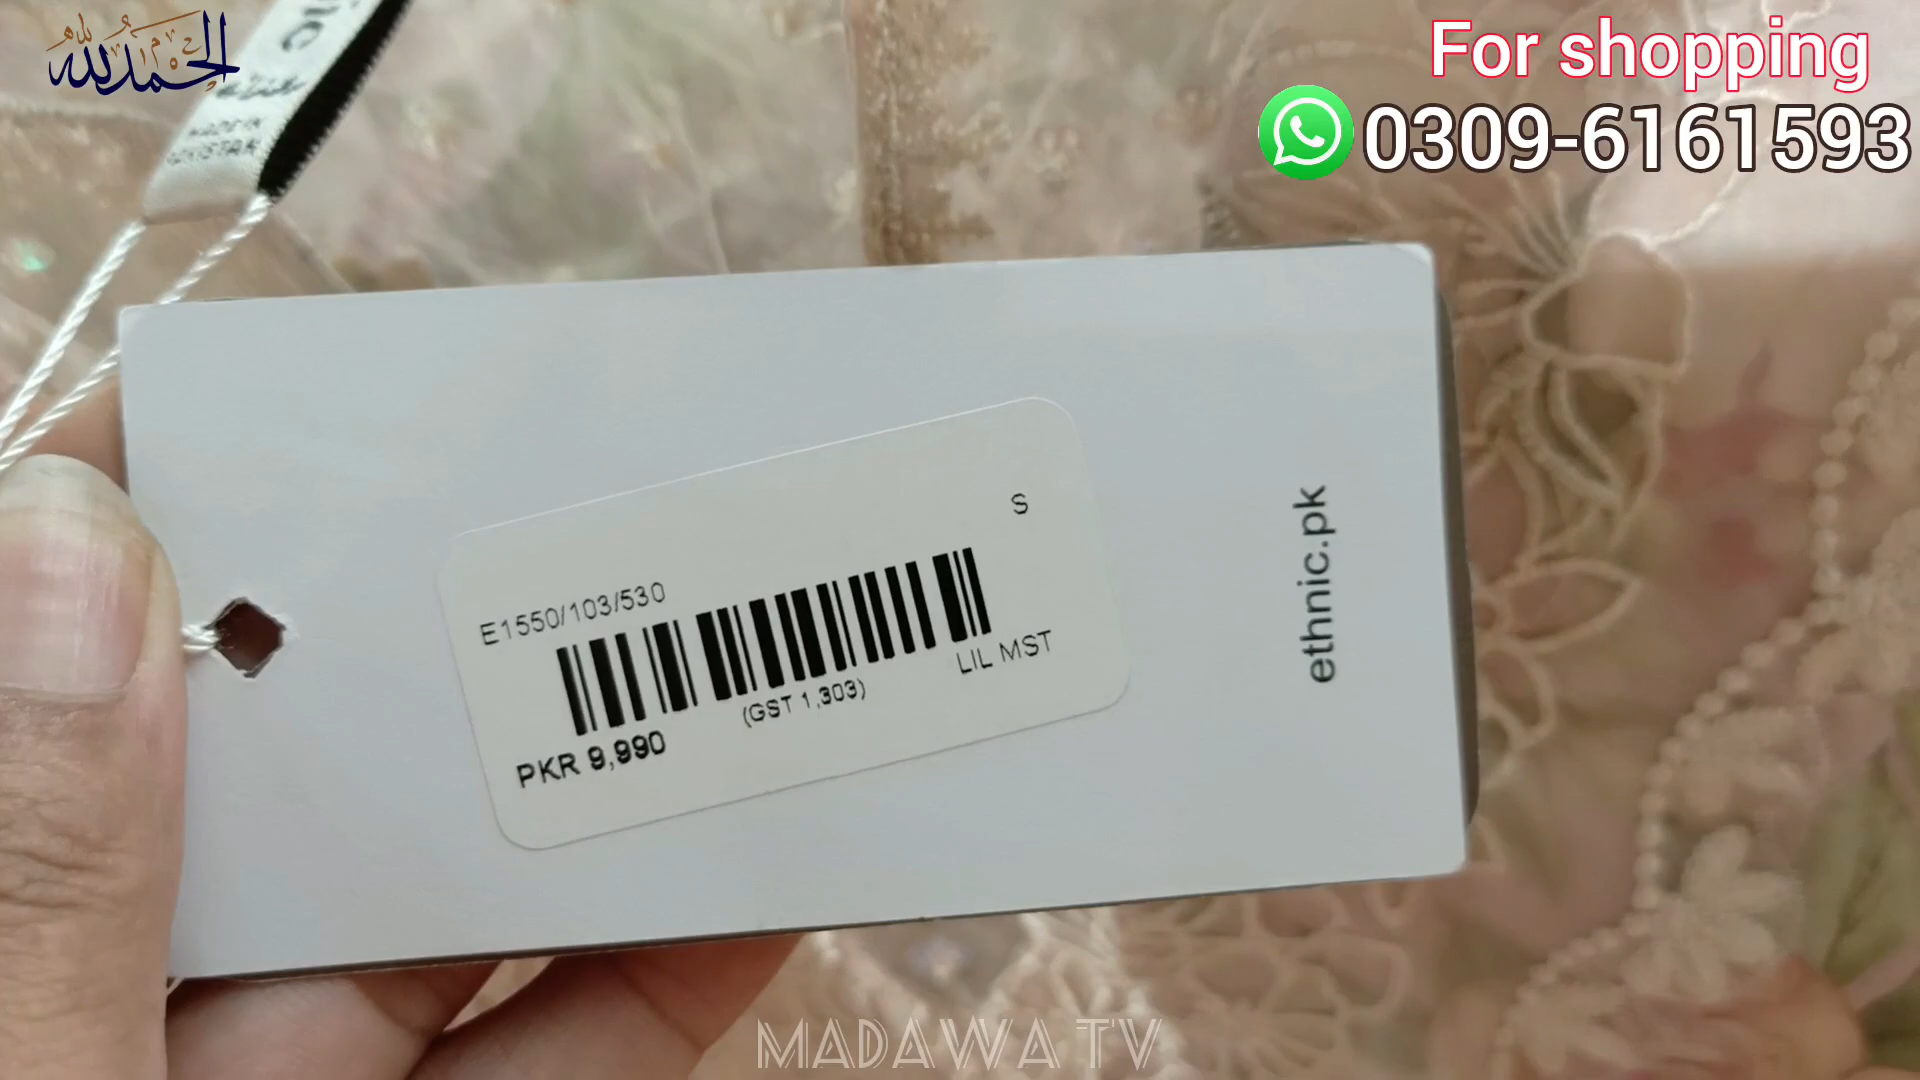 الحمدلله
For shopping
0309-6161593
MADE IN
PAKISTAN
S
E1550/103/530
LIL MST
(GST 1,303)
PKR 9,990
ethnic.pk
MADAWA TV